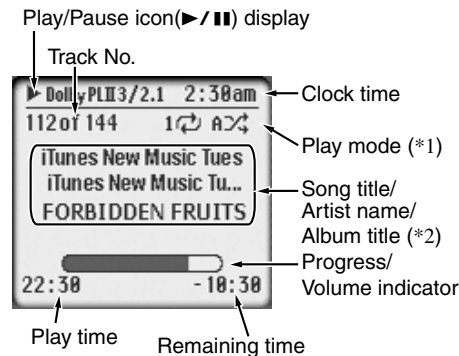 Play/Pause icon(►/❚❚) display
Track No.
► Dolby PLII3/2.1 2:30am
Clock time
112of 144 1 A
Play mode (*1)
iTunes New Music Tues
iTunes New Music Tu...
FORBIDDEN FRUITS
Song title/
Artist name/
Album title (*2)
Progress/
Volume indicator
22:30 -10:30
Play time
Remaining time